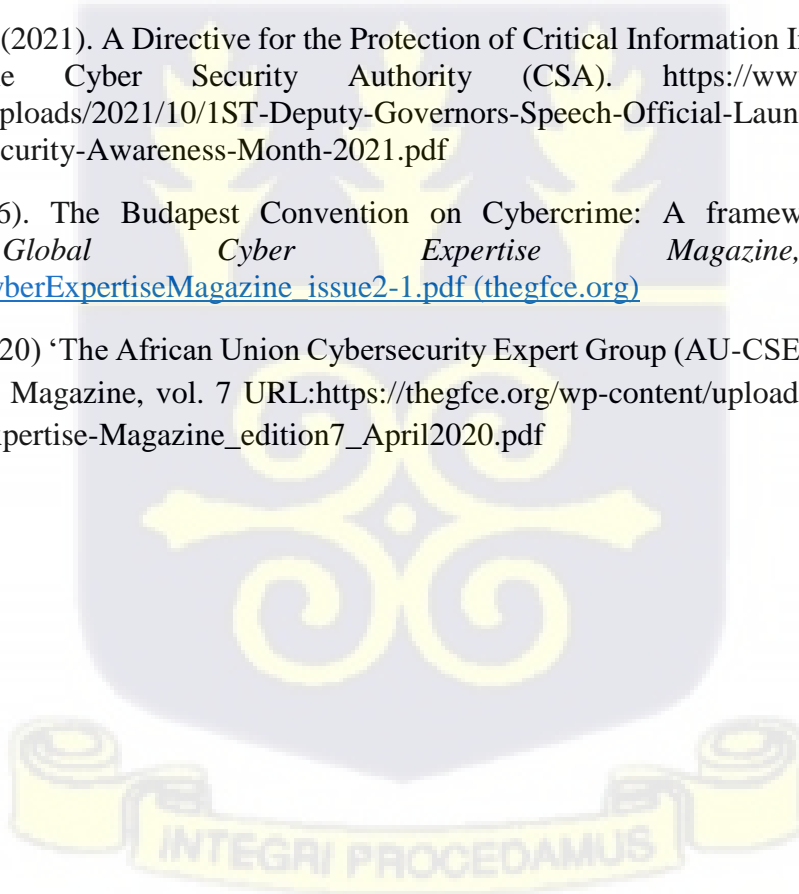 (2021). A Directive for the Protection of Critical Information I
Cyber Security Authority (CSA). https://ww
ploads/2021/10/1ST-Deputy-Governors-Speech-Official-Laun
curity-Awareness-Month-2021.pdf
6). The Budapest Convention on Cybercrime: A framew
Global Cyber Expertise Magazine,
yberExpertiseMagazine_issue2-1.pdf (thegfce.org)
20) ‘The African Union Cybersecurity Expert Group (AU-CSE
Magazine, vol. 7 URL:https://thegfce.org/wp-content/upload
xpertise-Magazine_edition7_April2020.pdf
INTEGRI PROCEDAMUS